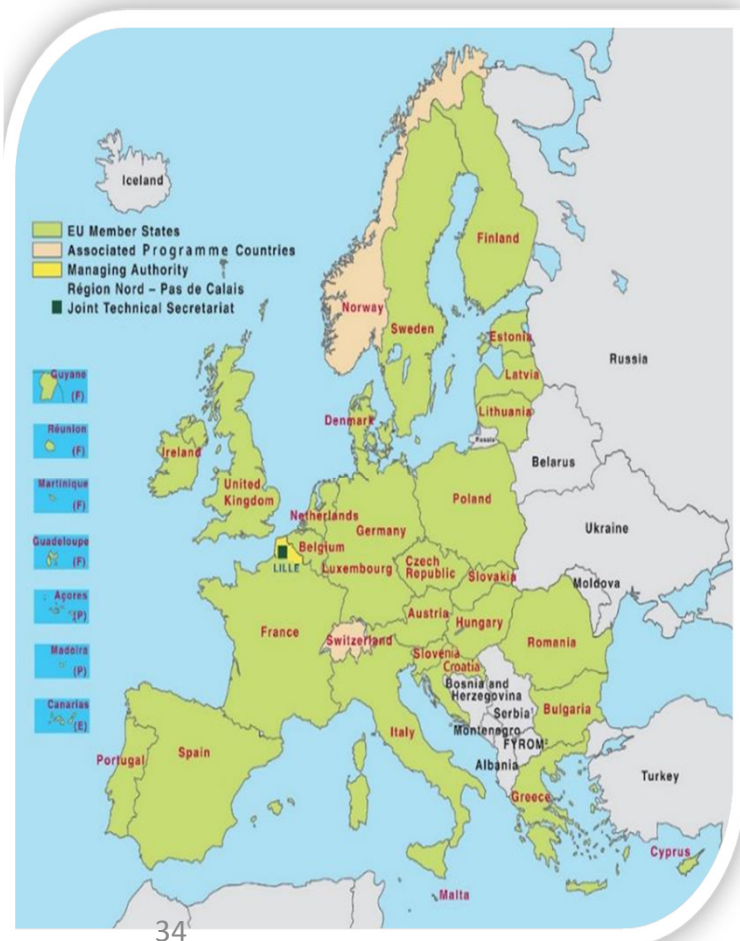 Iceland
EU Member States
Associated Programme Countries
Managing Authority
Région Nord – Pas de Calais
Joint Technical Secretariat
Finland
Norway
Sweden
Estonia
Russia
Latvia
Lithuania
Russia
Denmark
Belarus
Guyane
(F)
Réunion
(F)
Martinique
(F)
Guadeloupe
(F)
Açores
(P)
Madeira
(P)
Canarias
(E)
Ireland
United
Kingdom
Netherlands
Poland
Germany
Belgium
LILLE
Luxembourg
Czech
Republic
Slovakia
Ukraine
Moldova
France
Switzerland
Austria
Hungary
Slovenia
Croatia
Romania
Bosnia and
Herzegovina
Serbia¹
Bulgaria
Montenegro
FYROM²
Albania
Italy
Portugal
Spain
Greece
Turkey
Cyprus
Malta
34